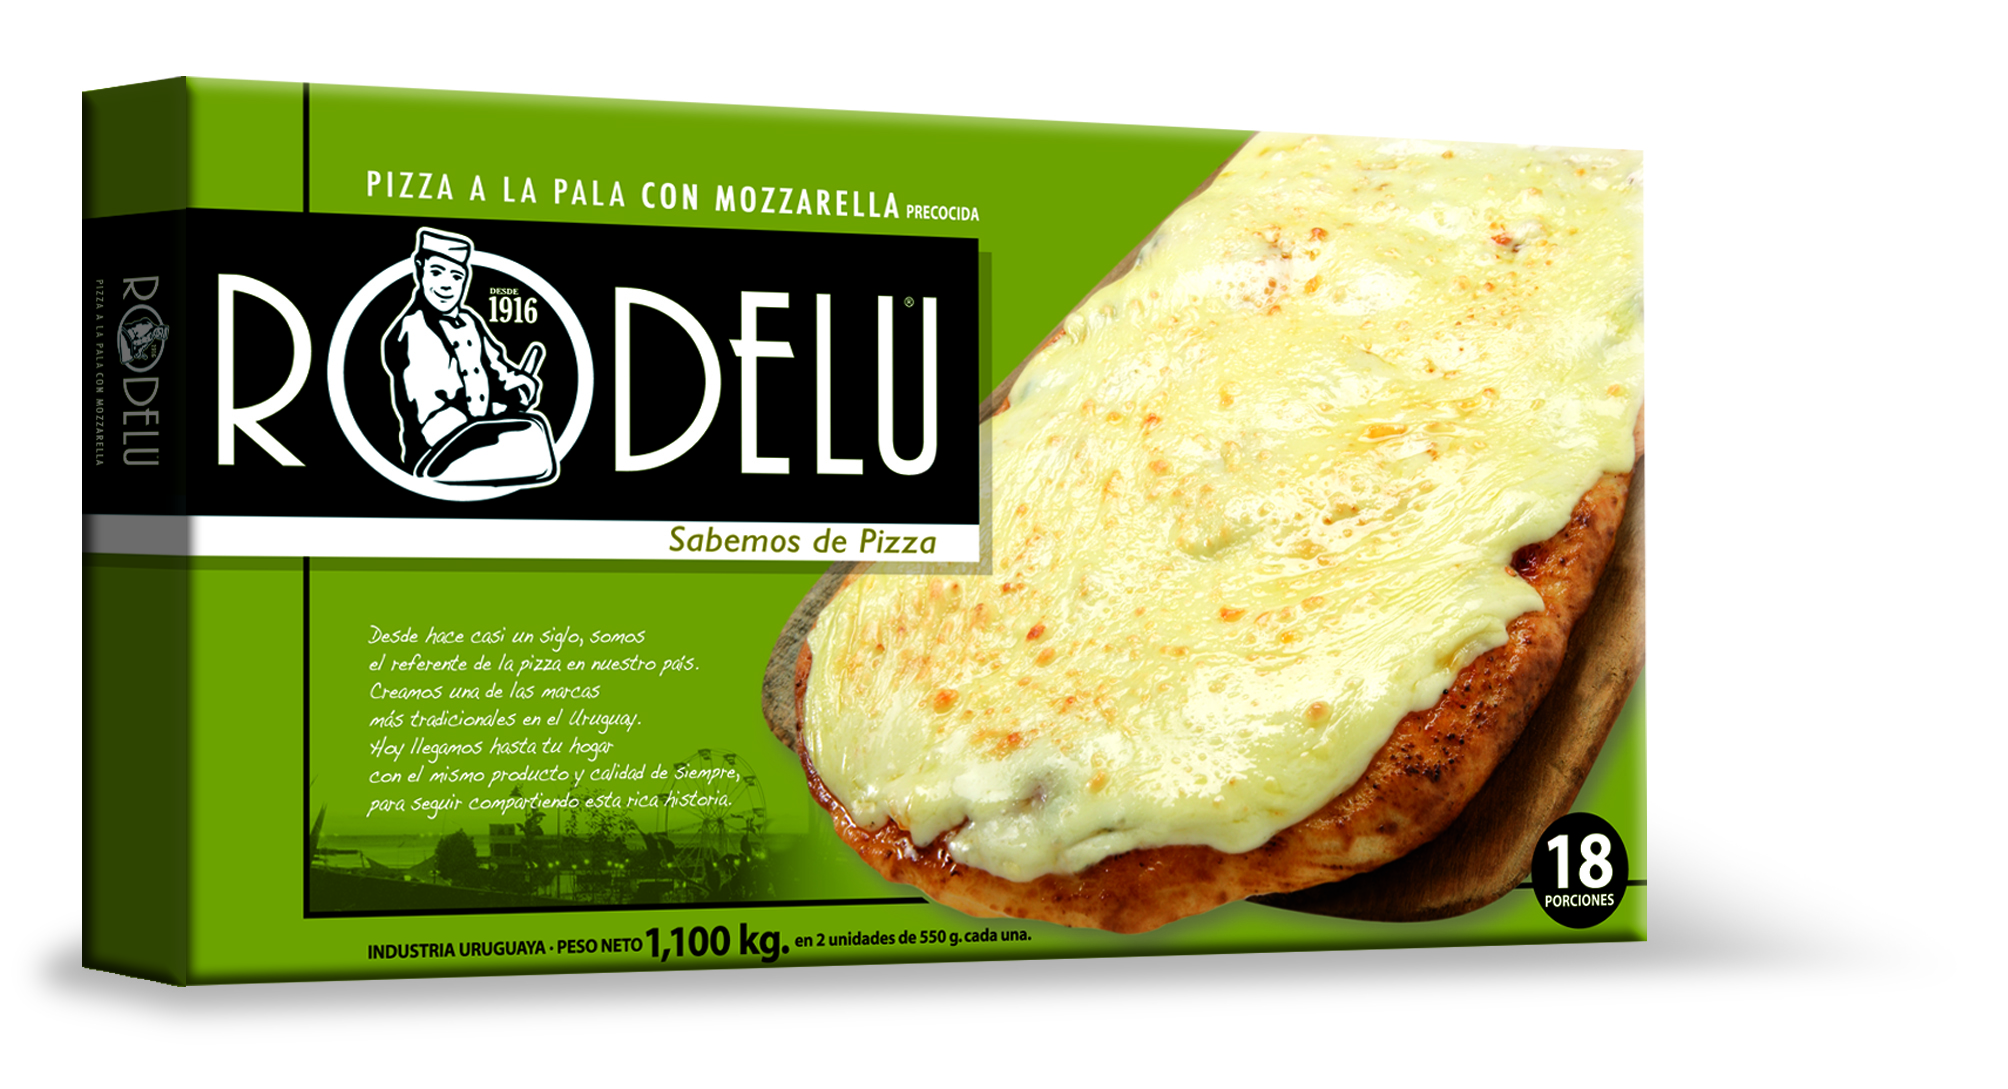 PIZZA A LA PALA CON MOZZARELLA PRECOCIDA
RODELU®
DESDE
1916
Sabemos de Pizza
Desde hace casi un siglo, somos
el referente de la pizza en nuestro país.
Creamos una de las marcas
más tradicionales en el Uruguay.
Hoy llegamos hasta tu hogar
con el mismo producto y calidad de siempre,
para seguir compartiendo esta rica historia.
INDUSTRIA URUGUAYA · PESO NETO 1,100 kg. en 2 unidades de 550 g. cada una.
18
PORCIONES
RODELU
PIZZA A LA PALA CON MOZZARELLA